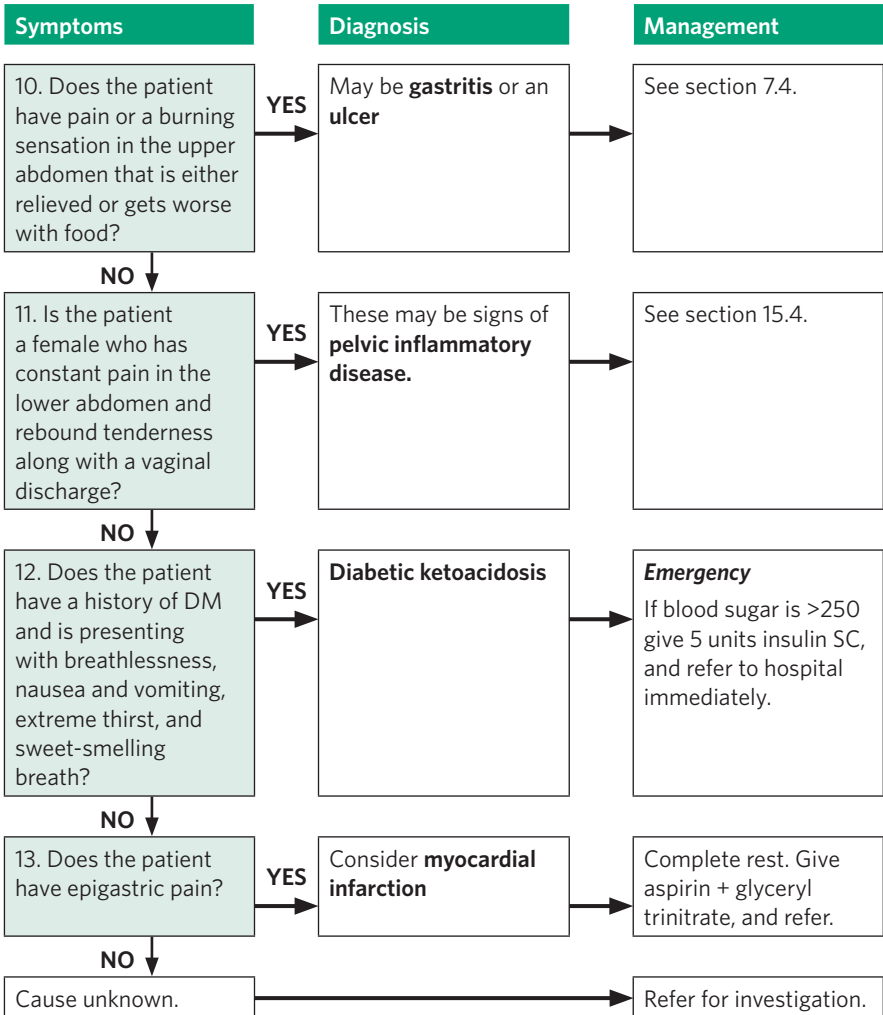 Symptoms
Diagnosis
Management
10. Does the patient
have pain or a burning
sensation in the upper
abdomen that is either
relieved or gets worse
with food?
YES
May be gastritis or an
ulcer
See section 7.4.
NO
11. Is the patient
a female who has
constant pain in the
lower abdomen and
rebound tenderness
along with a vaginal
discharge?
YES
These may be signs of
pelvic inflammatory
disease.
See section 15.4.
NO
12. Does the patient
have a history of DM
and is presenting
with breathlessness,
nausea and vomiting,
extreme thirst, and
sweet-smelling
breath?
YES
Diabetic ketoacidosis
Emergency
If blood sugar is >250
give 5 units insulin SC,
and refer to hospital
immediately.
NO
13. Does the patient
have epigastric pain?
YES
Consider myocardial
infarction
Complete rest. Give
aspirin + glyceryl
trinitrate, and refer.
NO
Cause unknown.
Refer for investigation.